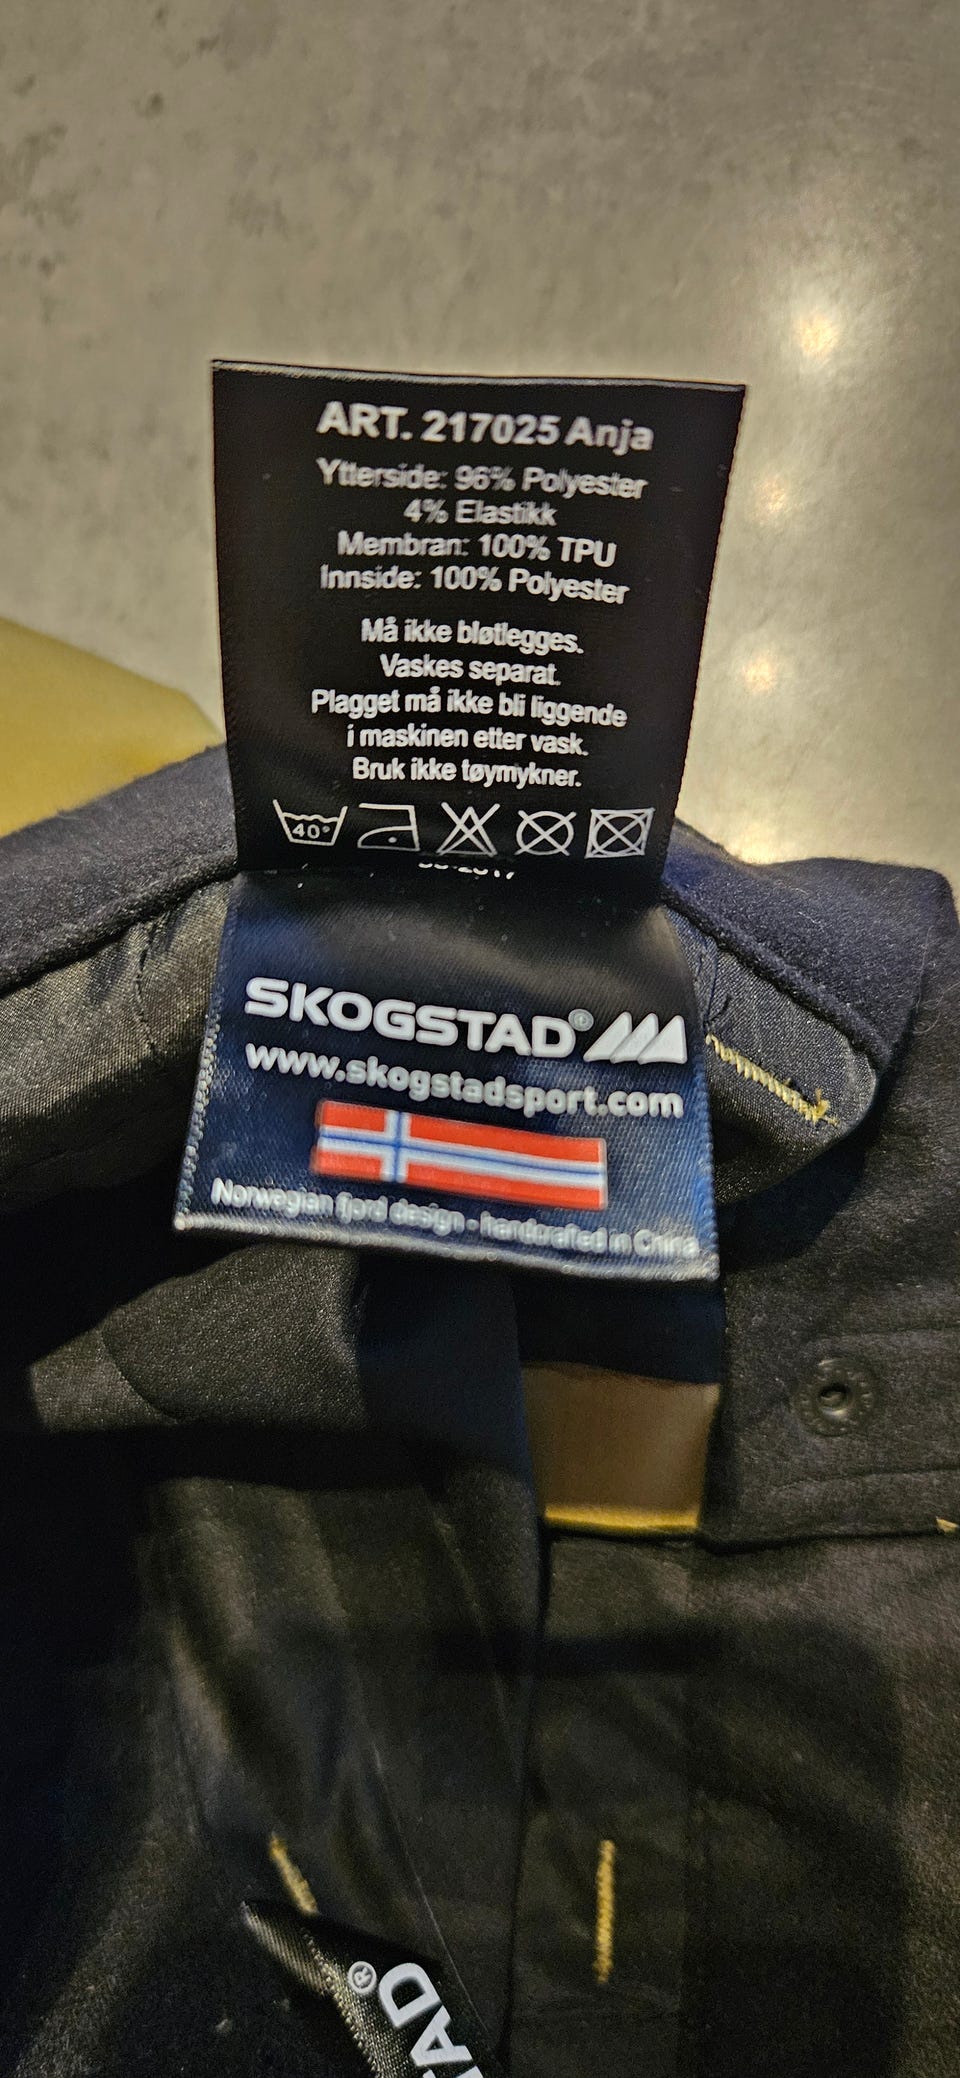 ART. 217025 Anja
Ytterside: 96% Polyester
4% Elastikk
Membran: 100% TPU
Innside: 100% Polyester
Må ikke bløtlegges.
Vaskes separat.
Plagget må ikke bli liggende
i maskinen etter vask.
Bruk ikke tøymykner.
40°
SKOGSTAD®
www.skogstadsport.com
Norwegian fjord design - handcrafted in China